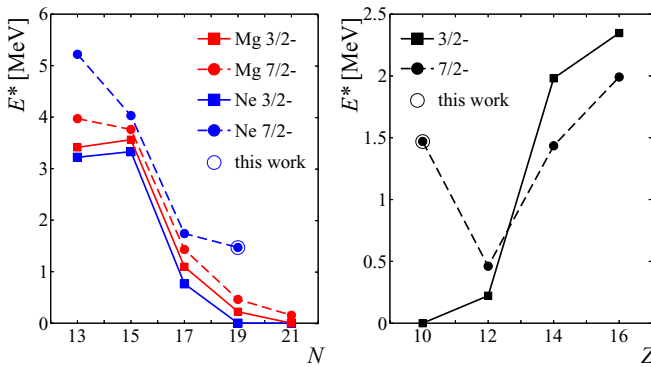 E* [MeV]
6
5
4
3
2
1
0
13 15 17 19 21
N
Mg 3/2-
Mg 7/2-
Ne 3/2-
Ne 7/2-
this work
E* [MeV]
2.5
2
1.5
1
0.5
0
10 12 14 16
Z
3/2-
7/2-
this work